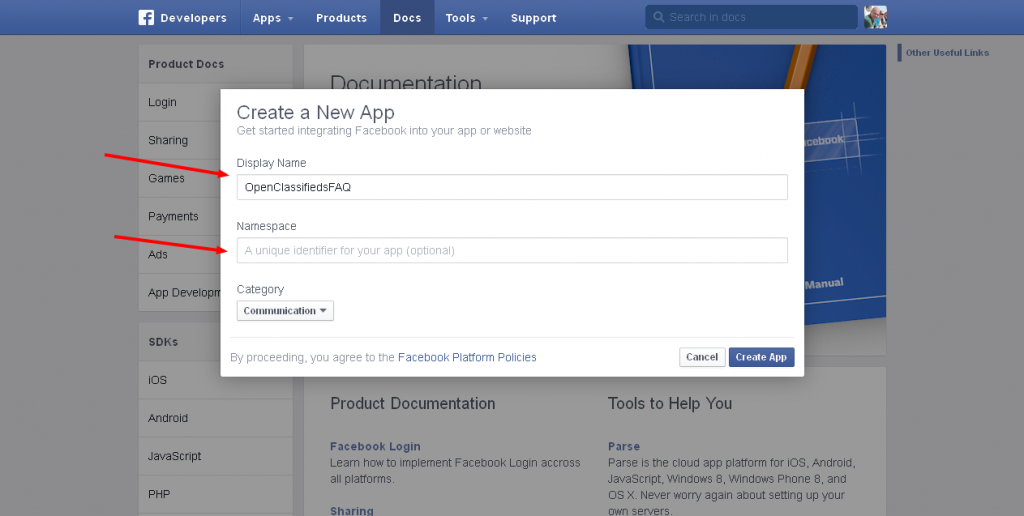 Developers
Apps
Products
Docs
Tools
Support
Search in docs
Product Docs
Login
Sharing
Games
Payments
Ads
App Developm
SDKs
iOS
Android
JavaScript
PHP
Documentation
Other Useful Links
cebook
Manual
Create a New App
Get started integrating Facebook into your app or website
Display Name
OpenClassifiedsFAQ
Namespace
A unique identifier for your app (optional)
Category
Communication
By proceeding, you agree to the Facebook Platform Policies
Cancel
Create App
Product Documentation
Facebook Login
Learn how to implement Facebook Login accross
all platforms.
Sharing
Tools to Help You
Parse
Parse is the cloud app platform for iOS, Android,
JavaScript, Windows 8, Windows Phone 8, and
OS X. Never worry again about setting up your
own servers.